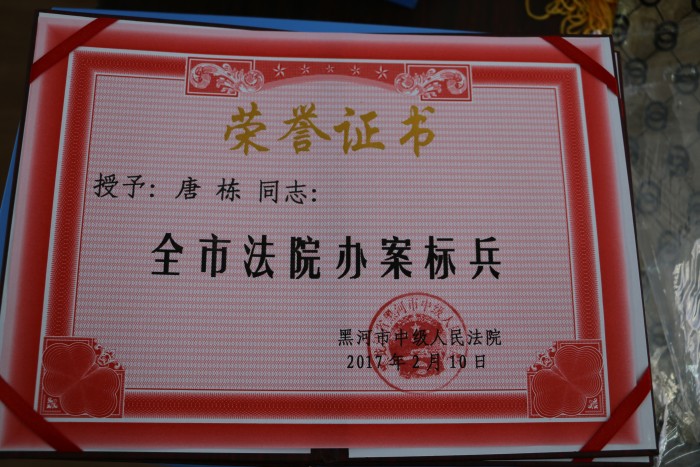 荣誉证书
授予：唐 栋 同志：
全市法院办案标兵
黑河市中级人民法院
2017年2月10日